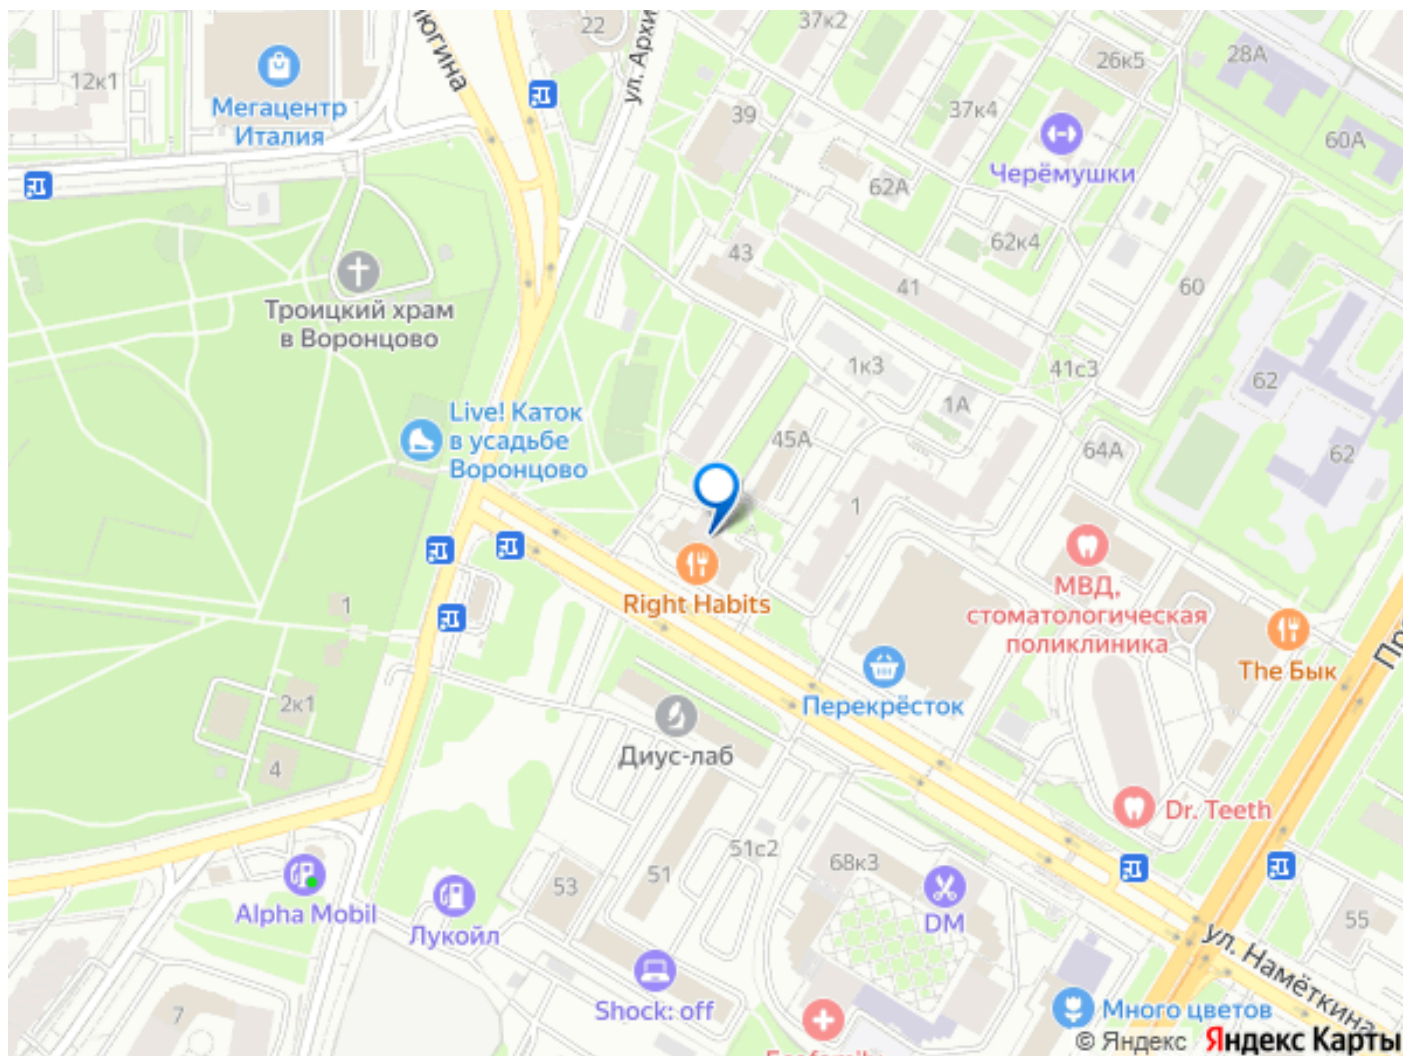 22
37к2
26к5
28А
12к1
Мегацентр
Италия
ул. Архи
39
37к4
60А
Черёмушки
62А
43
62к4
41
60
Троицкий храм
в Воронцово
1к3
41с3
62
1А
Live! Каток
в усадьбе
Воронцово
45А
64А
62
1
МВД,
стоматологическая
поликлиника
Right Habits
1
The Бык
2к1
Перекрёсток
4
Диус-лаб
Dr. Teeth
51с2
68к3
51
53
Alpha Mobil
Лукойл
DM
55
ул. Намёткина
Shock: off
7
Много цветов
© Яндекс Яндекс Карты